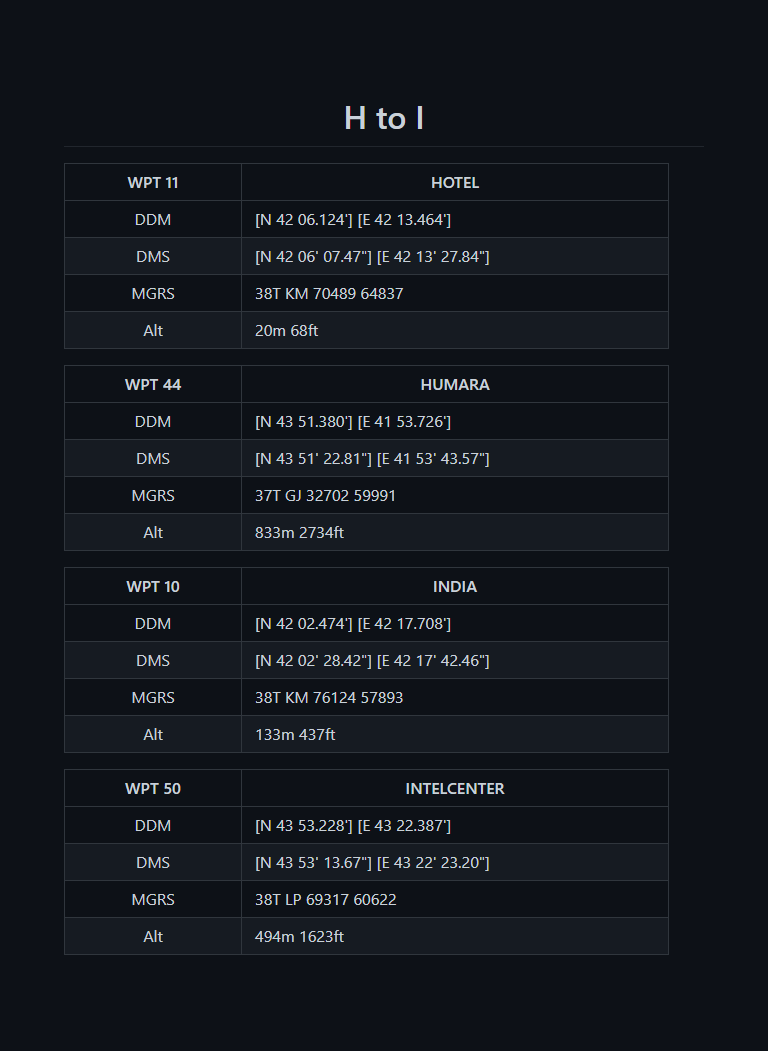 H to I
WPT 11 HOTEL
DDM [N 42 06.124'] [E 42 13.464']
DMS [N 42 06' 07.47"] [E 42 13' 27.84"]
MGRS 38T KM 70489 64837
Alt 20m 68ft
WPT 44 HUMARA
DDM [N 43 51.380'] [E 41 53.726']
DMS [N 43 51' 22.81"] [E 41 53' 43.57"]
MGRS 37T GJ 32702 59991
Alt 833m 2734ft
WPT 10 INDIA
DDM [N 42 02.474'] [E 42 17.708']
DMS [N 42 02' 28.42"] [E 42 17' 42.46"]
MGRS 38T KM 76124 57893
Alt 133m 437ft
WPT 50 INTELCENTER
DDM [N 43 53.228'] [E 43 22.387']
DMS [N 43 53' 13.67"] [E 43 22' 23.20"]
MGRS 38T LP 69317 60622
Alt 494m 1623ft